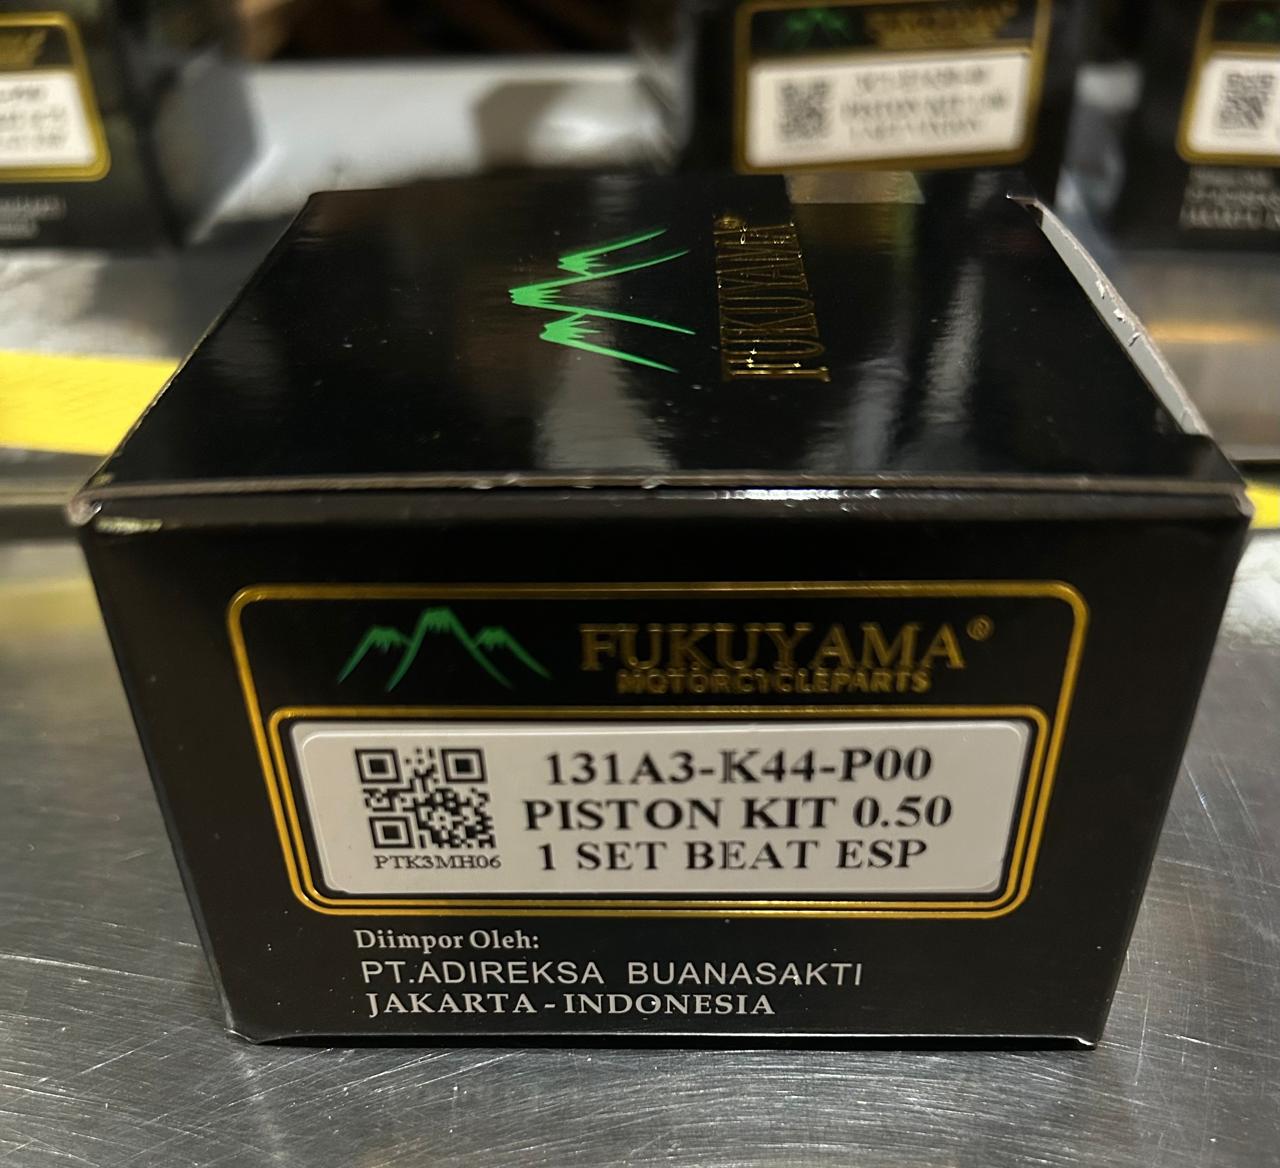 FUKUYAMA®
FUKUYAMA®
MOTORCYCLEPARTS
131A3-K44-P00
PISTON KIT 0.50
1 SET BEAT ESP
PTK3MH06
Diimpor Oleh:
PT.ADIREKSA BUANASAKTI
JAKARTA - INDONESIA